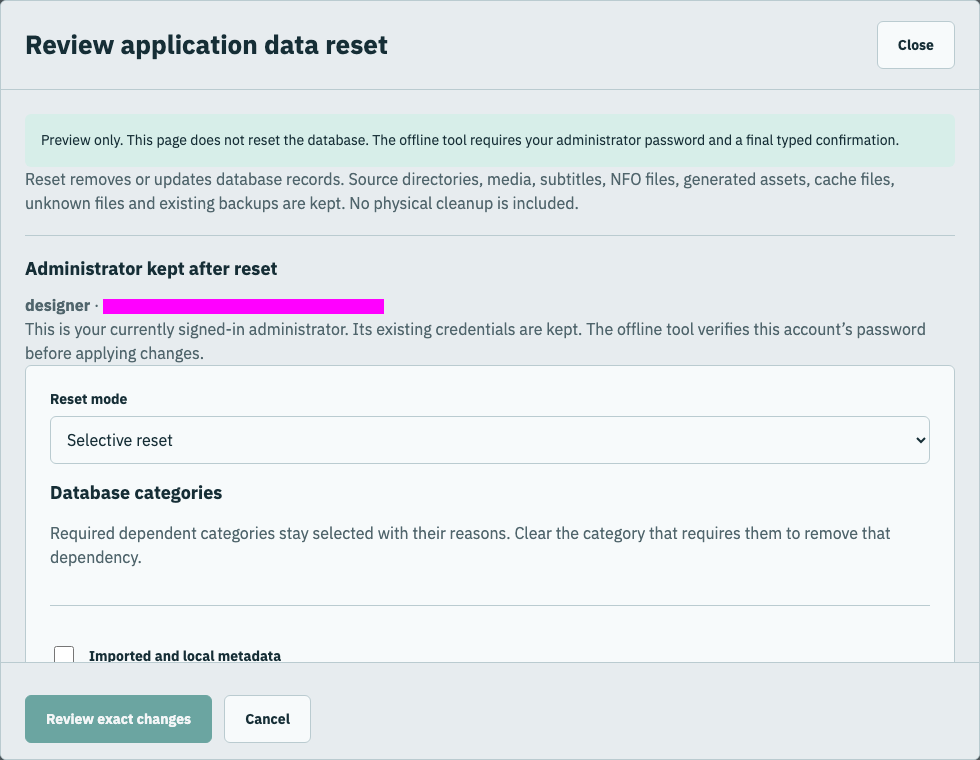 Review application data reset
Close
Preview only. This page does not reset the database. The offline tool requires your administrator password and a final typed confirmation.
Reset removes or updates database records. Source directories, media, subtitles, NFO files, generated assets, cache files,
unknown files and existing backups are kept. No physical cleanup is included.
Administrator kept after reset
designer ·
This is your currently signed-in administrator. Its existing credentials are kept. The offline tool verifies this account’s password
before applying changes.
Reset mode
Selective reset
Database categories
Required dependent categories stay selected with their reasons. Clear the category that requires them to remove that
dependency.
Imported and local metadata
Review exact changes
Cancel